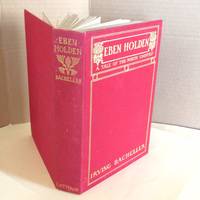 EBEN
HOLDEN
BACHELLER
LOTHROP
EBEN HOLDEN
A TALE OF THE NORTH COUNTRY
IRVING BACHELLER